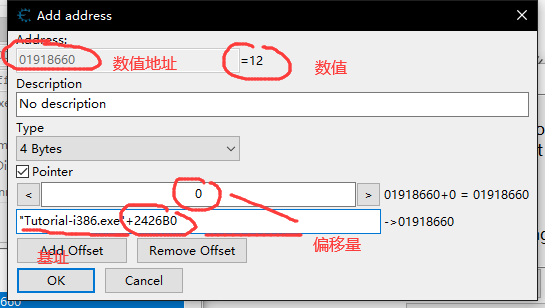 Add address
Address:
01918660 数值地址 =12 数值
Description
No description
Type
4 Bytes
Pointer
< 0 > 01918660+0 = 01918660
"Tutorial-i386.exe"+2426B0 ->01918660
基址 偏移量
Add Offset Remove Offset
OK Cancel
660